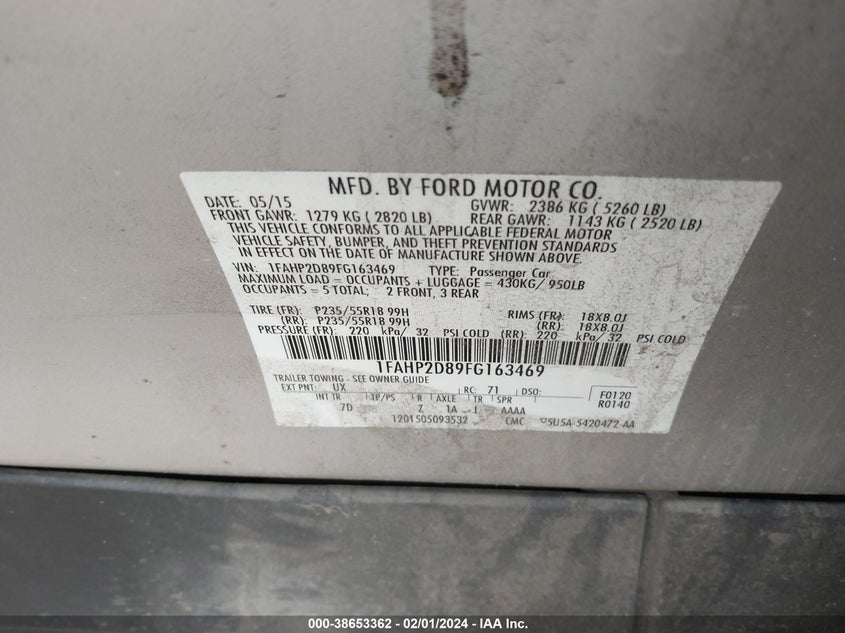 MFD. BY FORD MOTOR CO.
DATE: 05/15 GVWR: 2386 KG ( 5260 LB)
FRONT GAWR: 1279 KG ( 2820 LB) REAR GAWR: 1143 KG ( 2520 LB)
THIS VEHICLE CONFORMS TO ALL APPLICABLE FEDERAL MOTOR
VEHICLE SAFETY, BUMPER, AND THEFT PREVENTION STANDARDS
IN EFFECT ON THE DATE OF MANUFACTURE SHOWN ABOVE.
VIN: 1FAHP2D89FG163469 TYPE: Passenger Car
MAXIMUM LOAD = OCCUPANTS + LUGGAGE = 430KG/ 950LB
OCCUPANTS = 5 TOTAL; 2 FRONT, 3 REAR
TIRE (FR): P235/55R18 99H RIMS (FR): 18X8.0J
(RR): P235/55R18 99H (RR): 18X8.0J
PRESSURE (FR): 220 kPa/ 32 PSI COLD (RR): 220 kPa/ 32 PSI COLD
1FAHP2D89FG163469
TRAILER TOWING - SEE OWNER GUIDE
EXT PNT: UX RC: 71 DSO: F0120
INT TR TP/PS R AXLE TR SPR R0140
7D Z 1A J AAAA
1201505093532 CMC 5U5A-5420472-AA
000-38653362 - 02/01/2024 - IAA Inc.